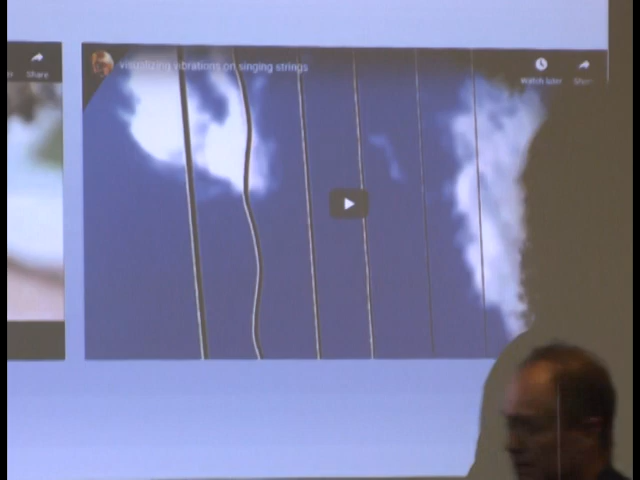 Share
visualizing vibrations on singing strings
Watch later
Share